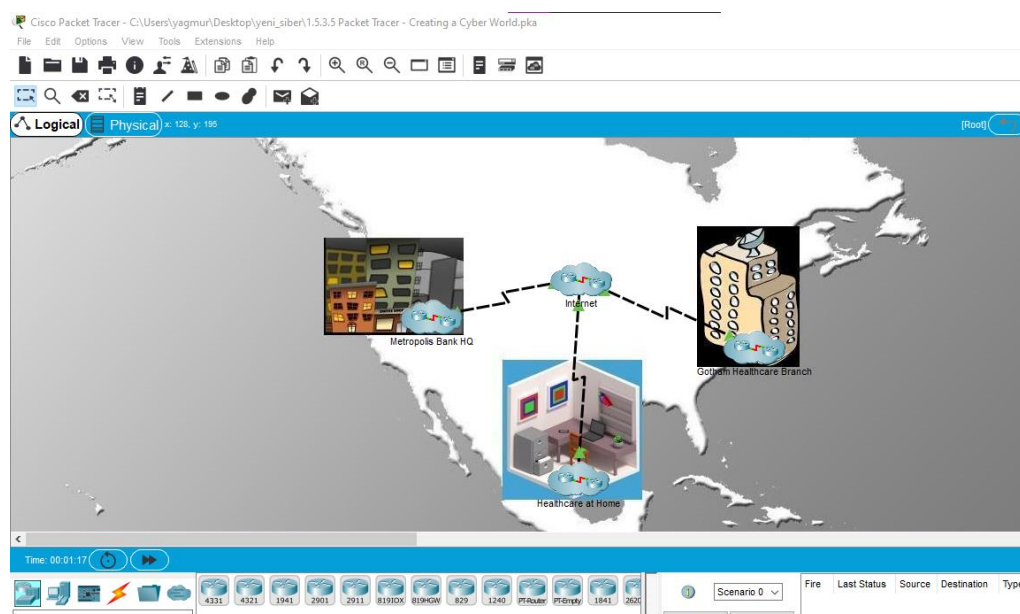 Cisco Packet Tracer - C:\Users\yagmur\Desktop\yeni_siber\1.5.3.5 Packet Tracer - Creating a Cyber World.pka
File Edit Options View Tools Extensions Help
Logical Physical x: 128, y: 195 [Root]
Internet
Metropolis Bank HQ
Gotham Healthcare Branch
Healthcare at Home
Time: 00:01:17
Scenario 0 Fire Last Status Source Destination Type
4331 4321 1941 2901 2911 819IOX 819HGW 829 1240 PT-Router PT-Empty 1841 2620